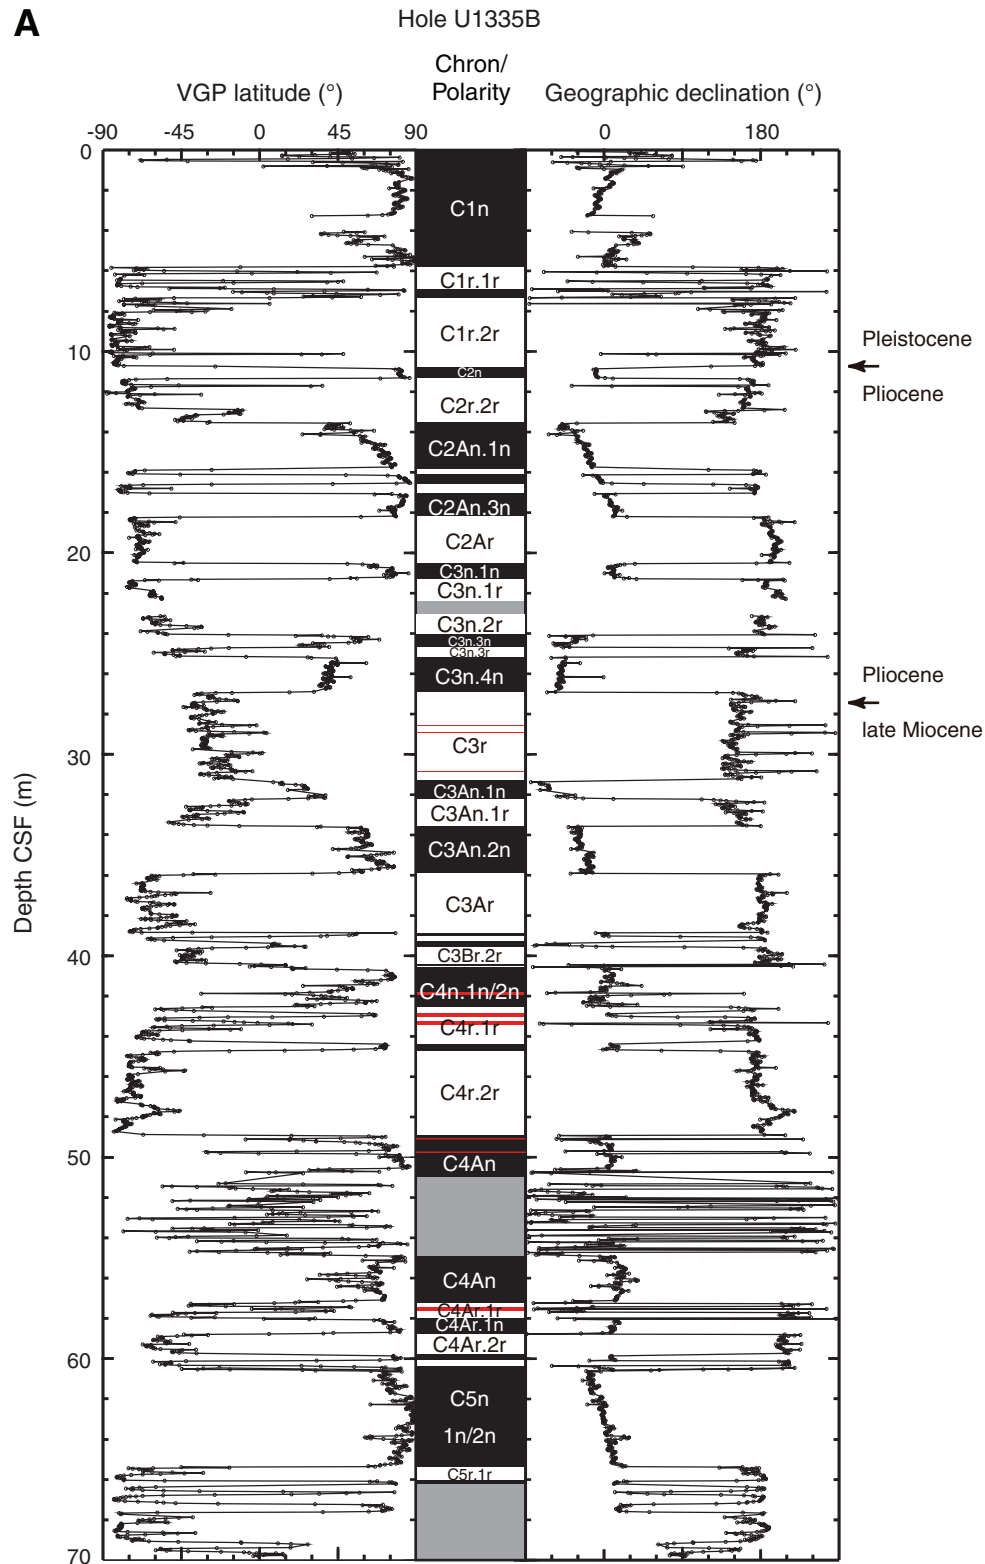 A
Hole U1335B
VGP latitude (°)
Chron/
Polarity
Geographic declination (°)
-90 -45 0 45 90 0 180
Depth CSF (m)
0
10
20
30
40
50
60
70
C1n
C1r.1r
C1r.2r
C2n
C2r.2r
C2An.1n
C2An.3n
C2Ar
C3n.1n
C3n.1r
C3n.2r
C3n.3n
C3n.3r
C3n.4n
C3r
C3An.1n
C3An.1r
C3An.2n
C3Ar
C3Br.2r
C4n.1n/2n
C4r.1r
C4r.2r
C4An
C4An
C4Ar.1r
C4Ar.1n
C4Ar.2r
C5n
1n/2n
C5r.1r
Pleistocene
Pliocene
Pliocene
late Miocene